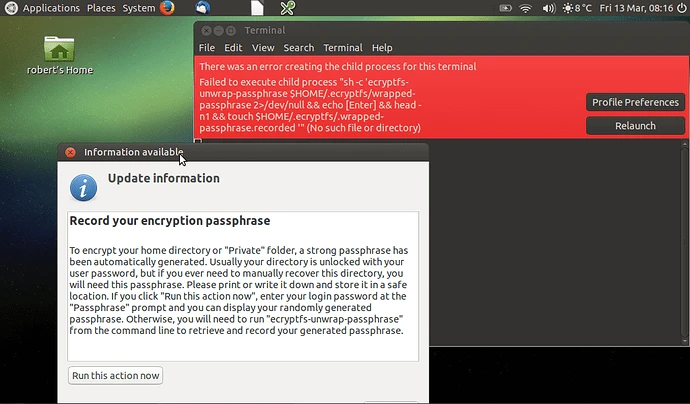 Applications Places System
8 °C Fri 13 Mar, 08:16
robert's Home
Terminal
File Edit View Search Terminal Help
There was an error creating the child process for this terminal
Failed to execute child process "sh -c 'ecryptfs-
unwrap-passphrase $HOME/.ecryptfs/wrapped-
passphrase 2>/dev/null && echo [Enter] && head -
n1 && touch $HOME/.ecryptfs/.wrapped-
passphrase.recorded '" (No such file or directory)
Profile Preferences
Relaunch
Information available
Update information
Record your encryption passphrase
To encrypt your home directory or "Private" folder, a strong passphrase has
been automatically generated. Usually your directory is unlocked with your
user password, but if you ever need to manually recover this directory, you
will need this passphrase. Please print or write it down and store it in a safe
location. If you click "Run this action now", enter your login password at the
"Passphrase" prompt and you can display your randomly generated
passphrase. Otherwise, you will need to run "ecryptfs-unwrap-passphrase"
from the command line to retrieve and record your generated passphrase.
Run this action now